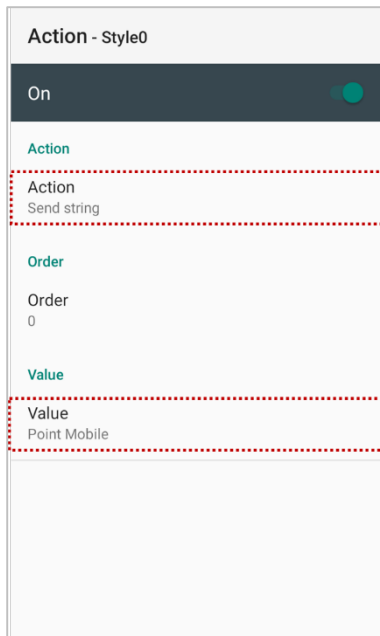 Action - Style0
On
Action
Action
Send string
Order
Order
0
Value
Value
Point Mobile